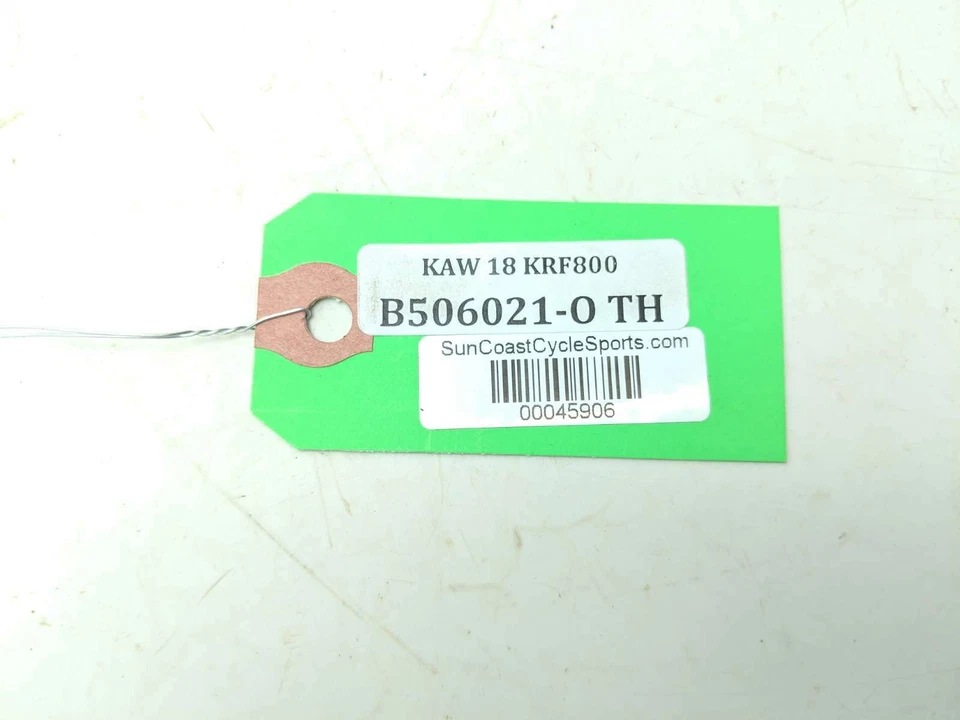 KAW 18 KRF800
B506021-O TH
SunCoastCycleSports.com
00045906